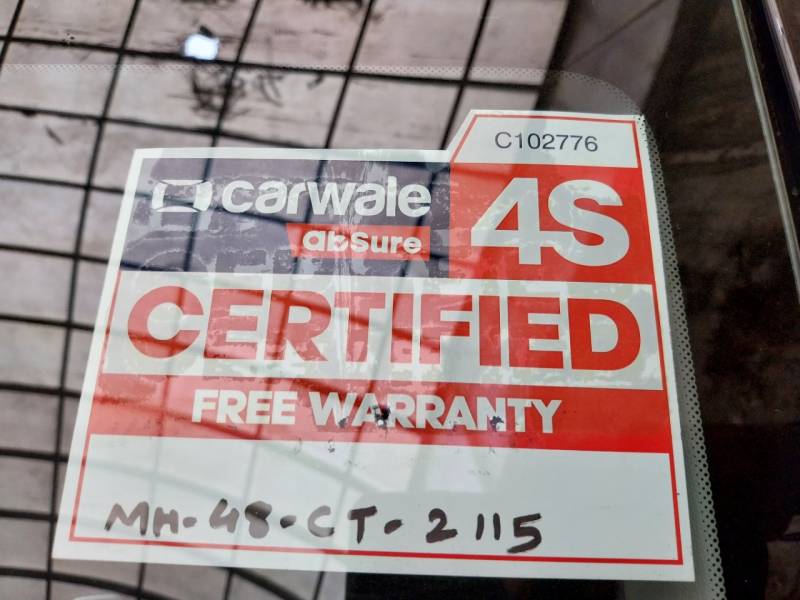 C102776
carwale
abSure
4S
CERTIFIED
FREE WARRANTY
MH-48-CT-2115